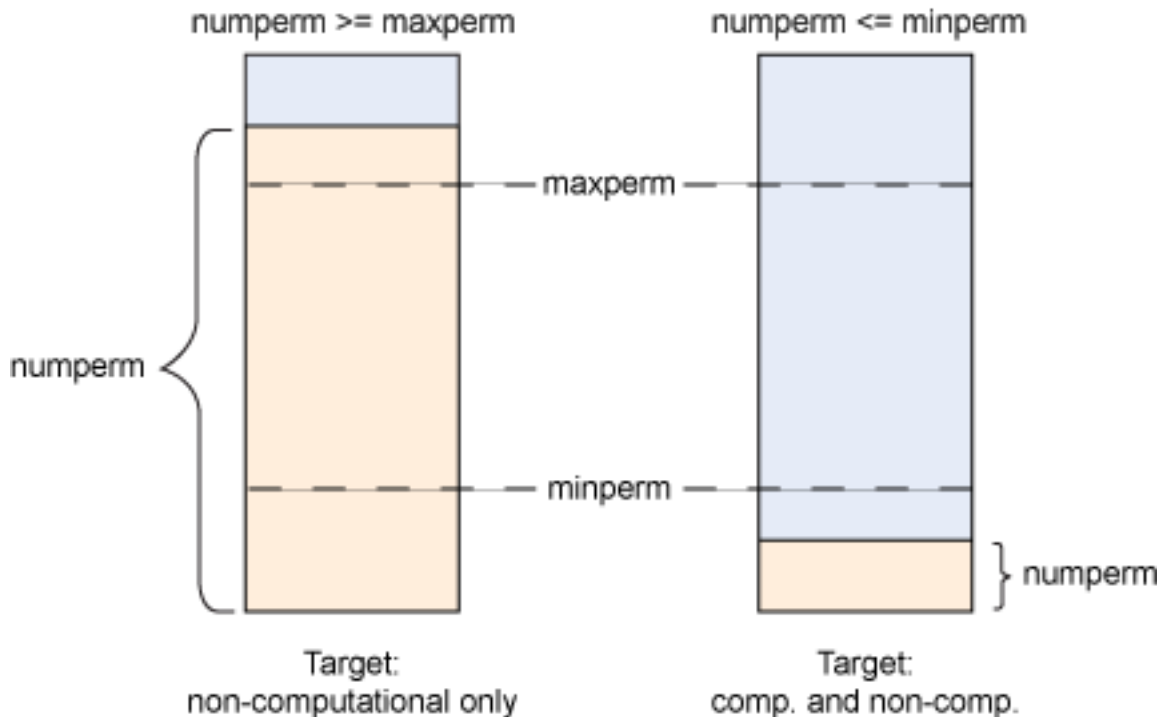 numperm >= maxperm
numperm <= minperm
maxperm
numperm
minperm
numperm
Target:
non-computational only
Target:
comp. and non-comp.